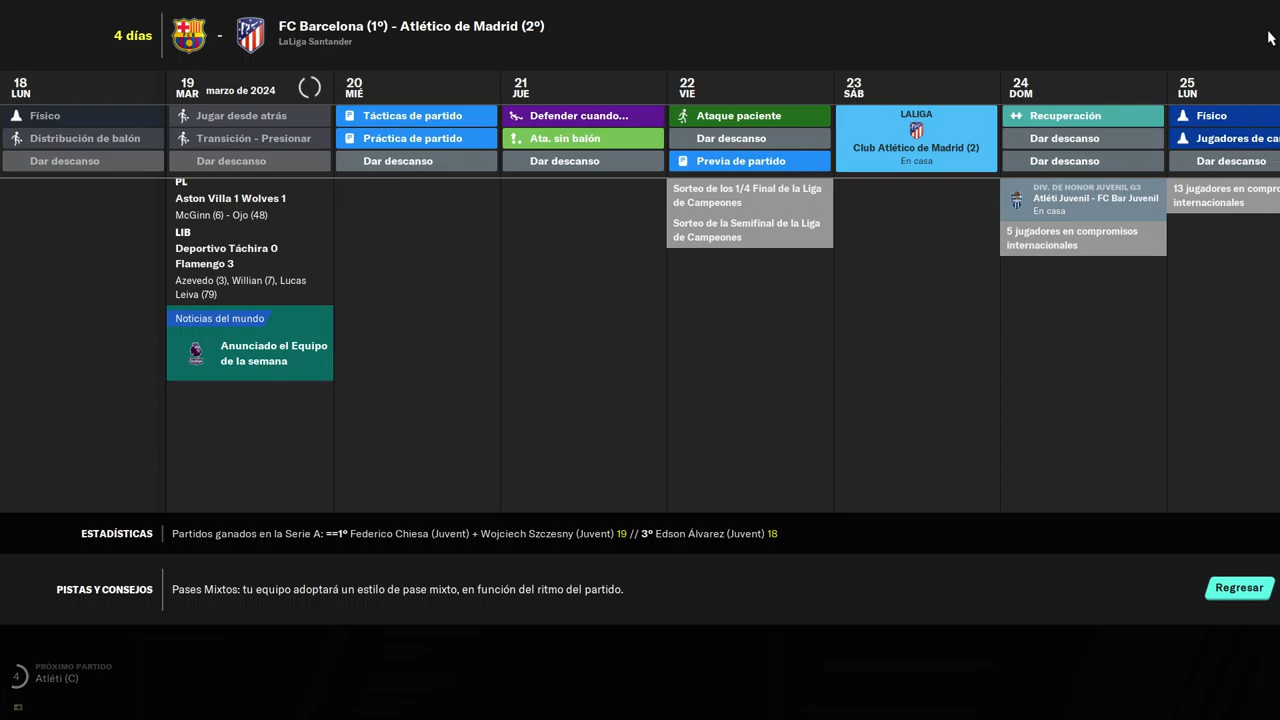 4 días
FC Barcelona (1º) - Atlético de Madrid (2º)
LaLiga Santander
18
LUN
Físico
Distribución de balón
Dar descanso
19
MAR marzo de 2024
Jugar desde atrás
Transición - Presionar
Dar descanso
PL
Aston Villa 1 Wolves 1
McGinn (6) - Ojo (48)
LIB
Deportivo Táchira 0
Flamengo 3
Azevedo (3), Willian (7), Lucas
Leiva (79)
Noticias del mundo
Anunciado el Equipo
de la semana
20
MIÉ
Tácticas de partido
Práctica de partido
Dar descanso
21
JUE
Defender cuando...
Ata. sin balón
Dar descanso
22
VIE
Ataque paciente
Dar descanso
Previa de partido
Sorteo de los 1/4 Final de la Liga
de Campeones
Sorteo de la Semifinal de la Liga
de Campeones
23
SÁB
LALIGA
Club Atlético de Madrid (2)
En casa
24
DOM
Recuperación
Dar descanso
Dar descanso
DIV. DE HONOR JUVENIL G3
Atléti Juvenil - FC Bar Juvenil
En casa
5 jugadores en compromisos
internacionales
25
LUN
Físico
Jugadores de ca
Dar descanso
13 jugadores en compro
internacionales
ESTADÍSTICAS
Partidos ganados en la Serie A: ==1º Federico Chiesa (Juvent) + Wojciech Szczesny (Juvent) 19 // 3º Edson Álvarez (Juvent) 18
PISTAS Y CONSEJOS
Pases Mixtos: tu equipo adoptará un estilo de pase mixto, en función del ritmo del partido.
Regresar
4
PRÓXIMO PARTIDO
Atléti (C)